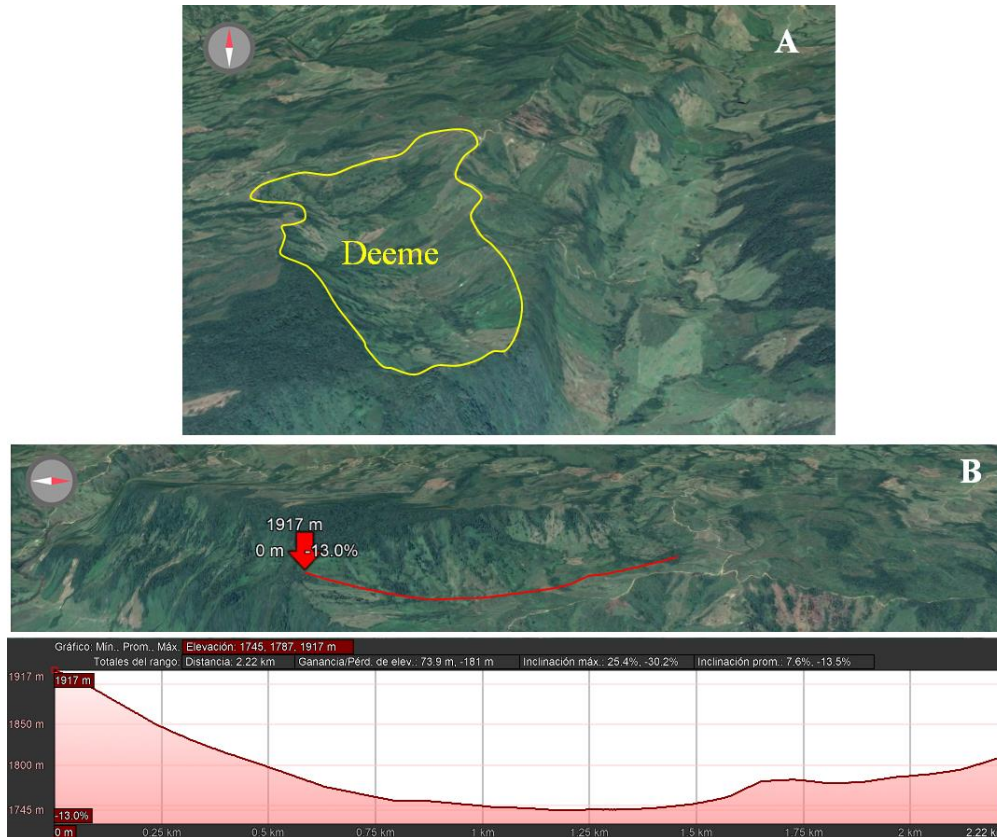 A
Deeme
B
1917 m
0 m -13.0%
Gráfico: Mín., Prom., Máx. Elevación: 1745, 1787, 1917 m
Totales del rango: Distancia: 2.22 km Ganancia/Pérd. de elev.: 73.9 m, -181 m Inclinación máx.: 25.4%, -30.2% Inclinación prom.: 7.6%, -13.5%
1917 m 1917 m
1850 m
1800 m
1745 m
-13.0%
0 m 0.25 km 0.5 km 0.75 km 1 km 1.25 km 1.5 km 1.75 km 2 km 2.22 km